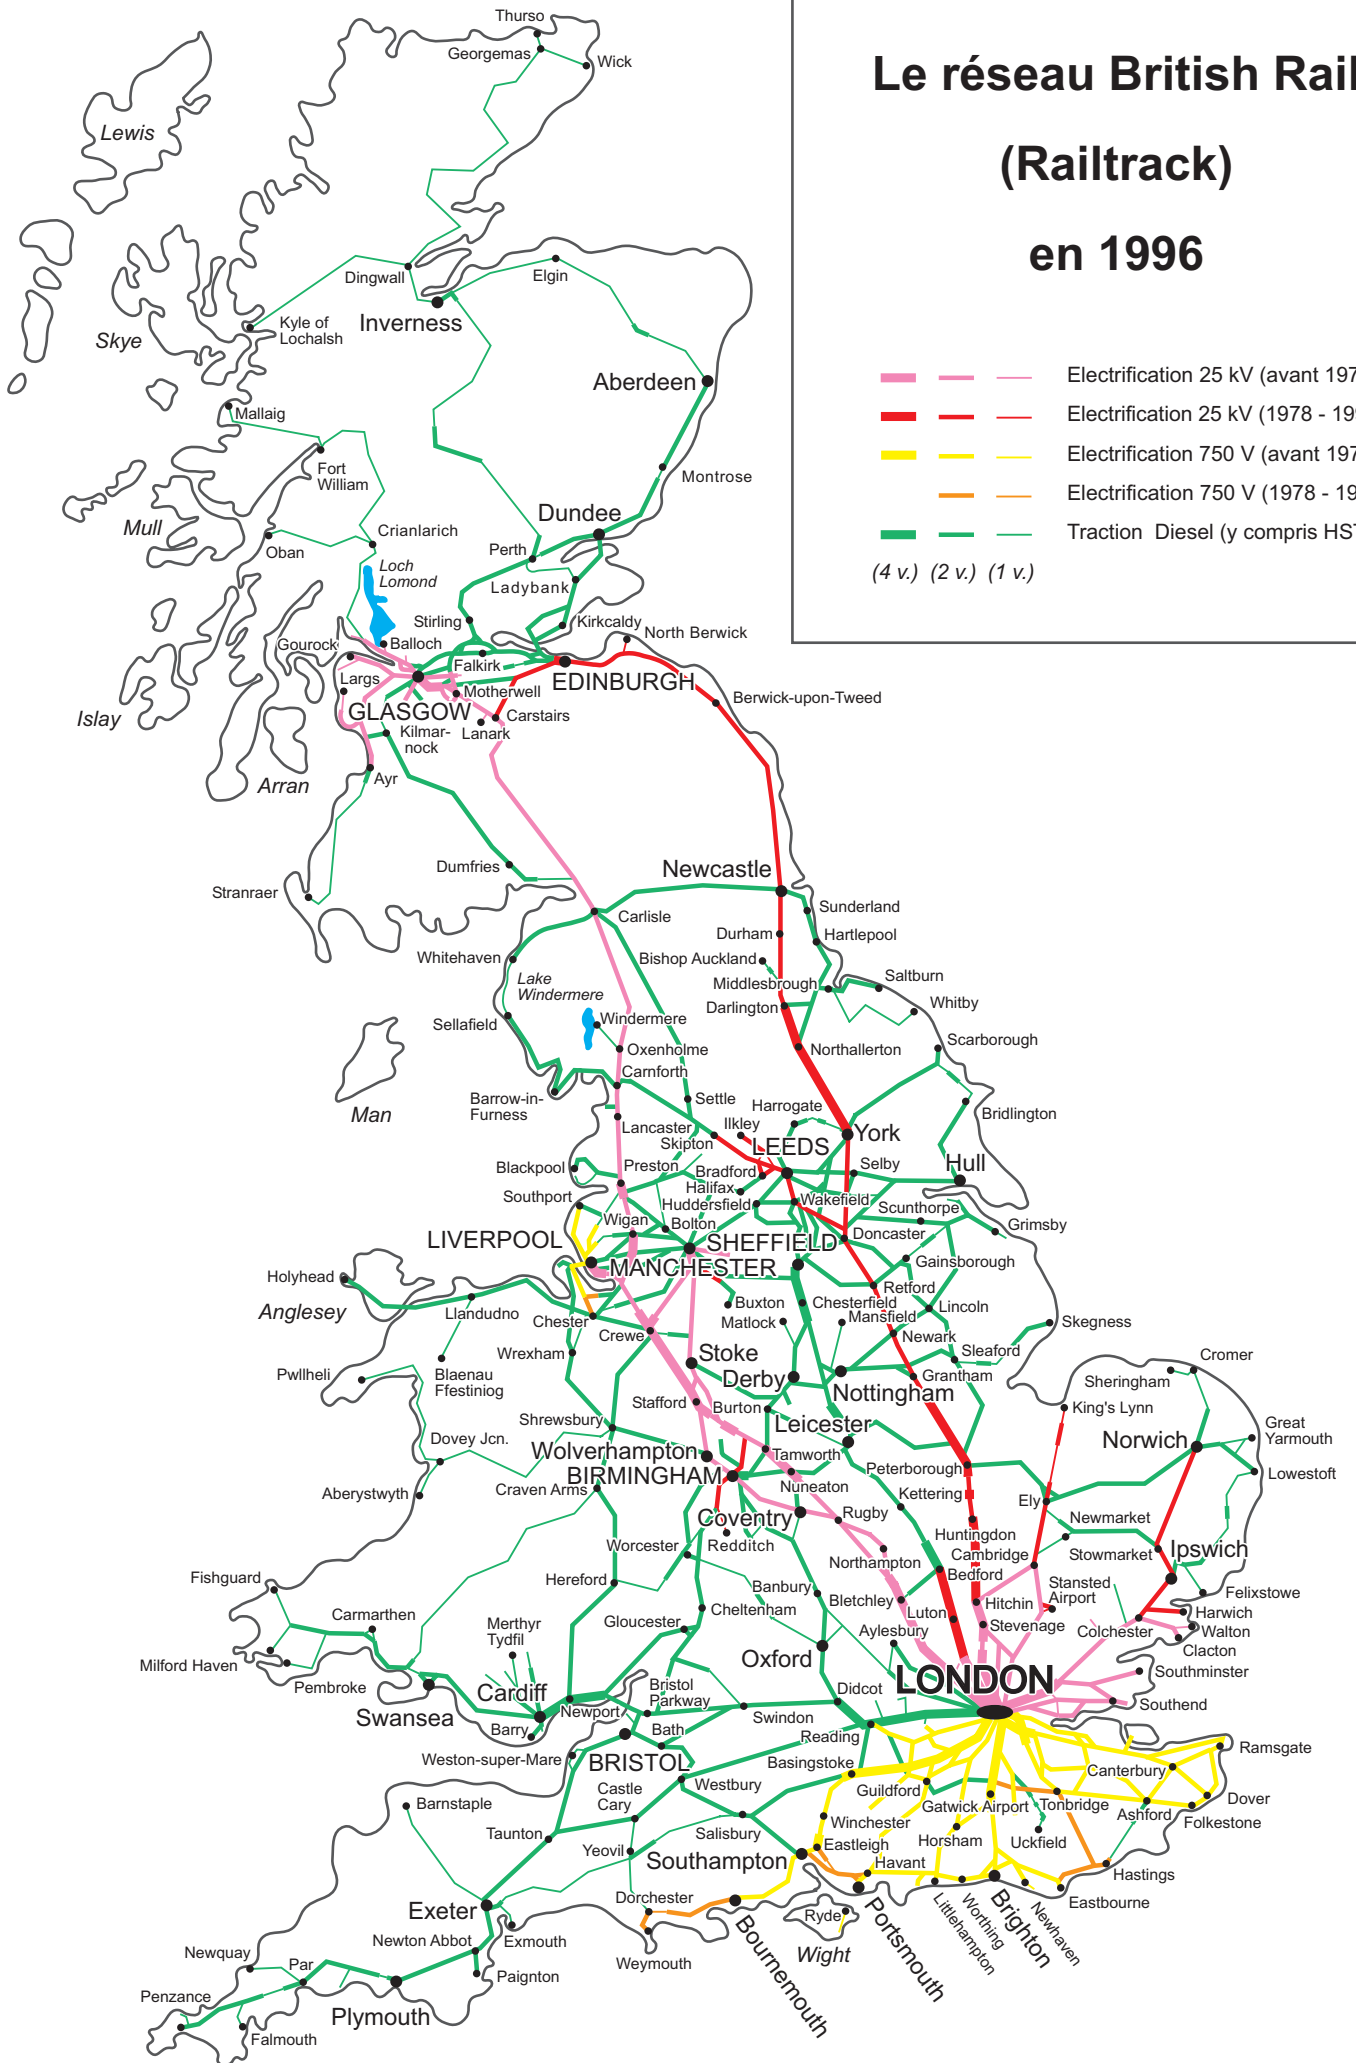 Le réseau British Rail
(Railtrack)
en 1996
Electrification 25 kV (avant 197
Electrification 25 kV (1978 - 19
Electrification 750 V (avant 197
Electrification 750 V (1978 - 19
Traction Diesel (y compris HST
(4 v.) (2 v.) (1 v.)
Thurso
Georgemas
Wick
Lewis
Dingwall
Elgin
Inverness
Kyle of
Lochalsh
Skye
Aberdeen
Mallaig
Fort
William
Montrose
Mull
Dundee
Oban
Crianlarich
Perth
Loch
Lomond
Ladybank
Stirling
Kirkcaldy
North Berwick
Gourock
Balloch
Falkirk
EDINBURGH
Largs
Motherwell
Berwick-upon-Tweed
GLASGOW
Carstairs
Islay
Kilmar-
nock
Lanark
Arran
Ayr
Dumfries
Newcastle
Stranraer
Carlisle
Sunderland
Durham
Hartlepool
Whitehaven
Bishop Auckland
Lake
Windermere
Middlesbrough
Saltburn
Darlington
Whitby
Sellafield
Windermere
Oxenholme
Northallerton
Scarborough
Carnforth
Barrow-in-
Furness
Settle
Man
Harrogate
Bridlington
Lancaster
Ilkley
Skipton
LEEDS
York
Blackpool
Preston
Bradford
Selby
Hull
Halifax
Southport
Huddersfield
Wakefield
Scunthorpe
Wigan
Bolton
Grimsby
LIVERPOOL
SHEFFIELD
Doncaster
MANCHESTER
Gainsborough
Holyhead
Retford
Anglesey
Llandudno
Buxton
Chesterfield
Lincoln
Chester
Matlock
Mansfield
Skegness
Crewe
Newark
Wrexham
Stoke
Sleaford
Cromer
Pwllheli
Blaenau
Ffestiniog
Derby
Grantham
Sheringham
Nottingham
Stafford
Burton
King's Lynn
Shrewsbury
Leicester
Great
Yarmouth
Dovey Jcn.
Wolverhampton
Tamworth
Norwich
BIRMINGHAM
Peterborough
Lowestoft
Aberystwyth
Craven Arms
Nuneaton
Kettering
Ely
Coventry
Rugby
Newmarket
Redditch
Huntingdon
Worcester
Cambridge
Stowmarket
Ipswich
Northampton
Bedford
Fishguard
Hereford
Banbury
Stansted
Airport
Felixstowe
Bletchley
Hitchin
Carmarthen
Cheltenham
Luton
Harwich
Merthyr
Tydfil
Gloucester
Stevenage
Colchester
Walton
Aylesbury
Clacton
Milford Haven
Oxford
Southminster
Pembroke
LONDON
Cardiff
Bristol
Parkway
Didcot
Southend
Swansea
Newport
Swindon
Barry
Bath
Reading
Weston-super-Mare
BRISTOL
Basingstoke
Canterbury
Ramsgate
Castle
Cary
Westbury
Guildford
Gatwick Airport
Tonbridge
Dover
Barnstaple
Ashford
Folkestone
Winchester
Taunton
Salisbury
Horsham
Uckfield
Yeovil
Eastleigh
Southampton
Havant
Hastings
Dorchester
Eastbourne
Exeter
Ryde
Portsmouth
Littlehampton
Worthing
Brighton
Newhaven
Exmouth
Newton Abbot
Bournemouth
Wight
Weymouth
Newquay
Par
Paignton
Penzance
Plymouth
Falmouth